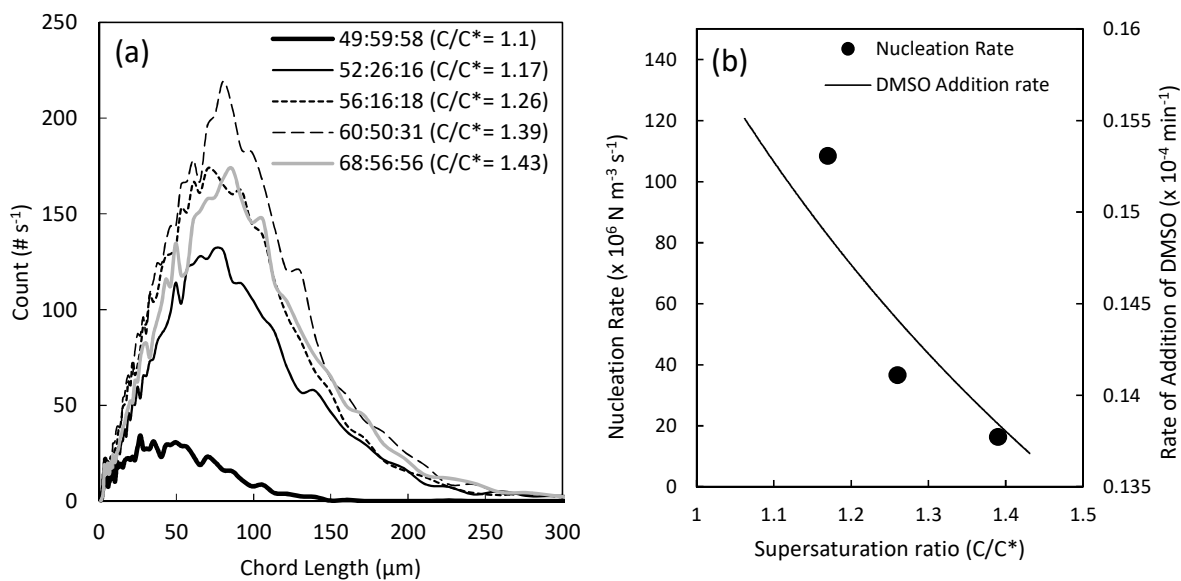 (a)
49:59:58 (C/C*= 1.1)
52:26:16 (C/C*= 1.17)
56:16:18 (C/C*= 1.26)
60:50:31 (C/C*= 1.39)
68:56:56 (C/C*= 1.43)
Count (# s-1)
250
200
150
100
50
0
0 50 100 150 200 250 300
Chord Length (µm)
(b)
Nucleation Rate
DMSO Addition rate
Nucleation Rate (x 10⁶ N m⁻³ s⁻¹)
140
120
100
80
60
40
20
0
1 1.1 1.2 1.3 1.4 1.5
Supersaturation ratio (C/C*)
0.16
0.155
0.15
0.145
0.14
0.135
Rate of Addition of DMSO (x 10⁻⁴ min⁻¹)